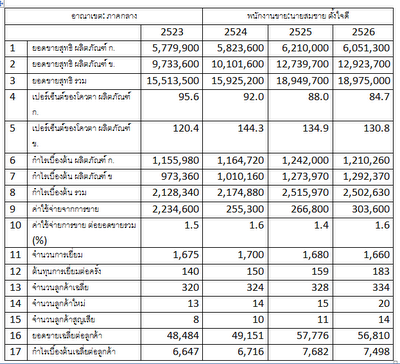 อาณาเขต: ภาคกลาง พนักงานขาย:นายสมชาย ตั้งใจดี
2523 2524 2525 2526
1 ยอดขายสุทธิ ผลิตภัณฑ์ ก. 5,779,900 5,823,600 6,210,000 6,051,300
2 ยอดขายสุทธิ ผลิตภัณฑ์ ข. 9,733,600 10,101,600 12,739,700 12,923,700
3 ยอดขายสุทธิ รวม 15,513,500 15,925,200 18,949,700 18,975,000
4 เปอร์เซ็นต์ของโควตา ผลิตภัณฑ์ 95.6 92.0 88.0 84.7
ก.
5 เปอร์เซ็นต์ของโควตา ผลิตภัณฑ์ 120.4 144.3 134.9 130.8
ข.
6 กำไรเบื้องต้น ผลิตภัณฑ์ ก. 1,155,980 1,164,720 1,242,000 1,210,260
7 กำไรเบื้องต้น ผลิตภัณฑ์ ข 973,360 1,010,160 1,273,970 1,292,370
8 กำไรเบื้องต้น รวม 2,128,340 2,174,880 2,515,970 2,502,630
9 ค่าใช้จ่ายจากการขาย 2,234,600 255,300 266,800 303,600
10 ค่าใช้จ่ายการขาย ต่อยอดขายรวม 1.5 1.6 1.4 1.6
(%)
11 จำนวนการเยี่ยม 1,675 1,700 1,680 1,660
12 ต้นทุนการเยี่ยมต่อครั้ง 140 150 159 183
13 จำนวนลูกค้าเฉลี่ย 320 324 328 334
14 จำนวนลูกค้าใหม่ 13 14 15 20
15 จำนวนลูกค้าสูญเสีย 8 10 11 14
16 ยอดขายเฉลี่ยต่อลูกค้า 48,484 49,151 57,776 56,810
17 กำไรเบื้องต้นเฉลี่ยต่อลูกค้า 6,647 6,716 7,682 7,498